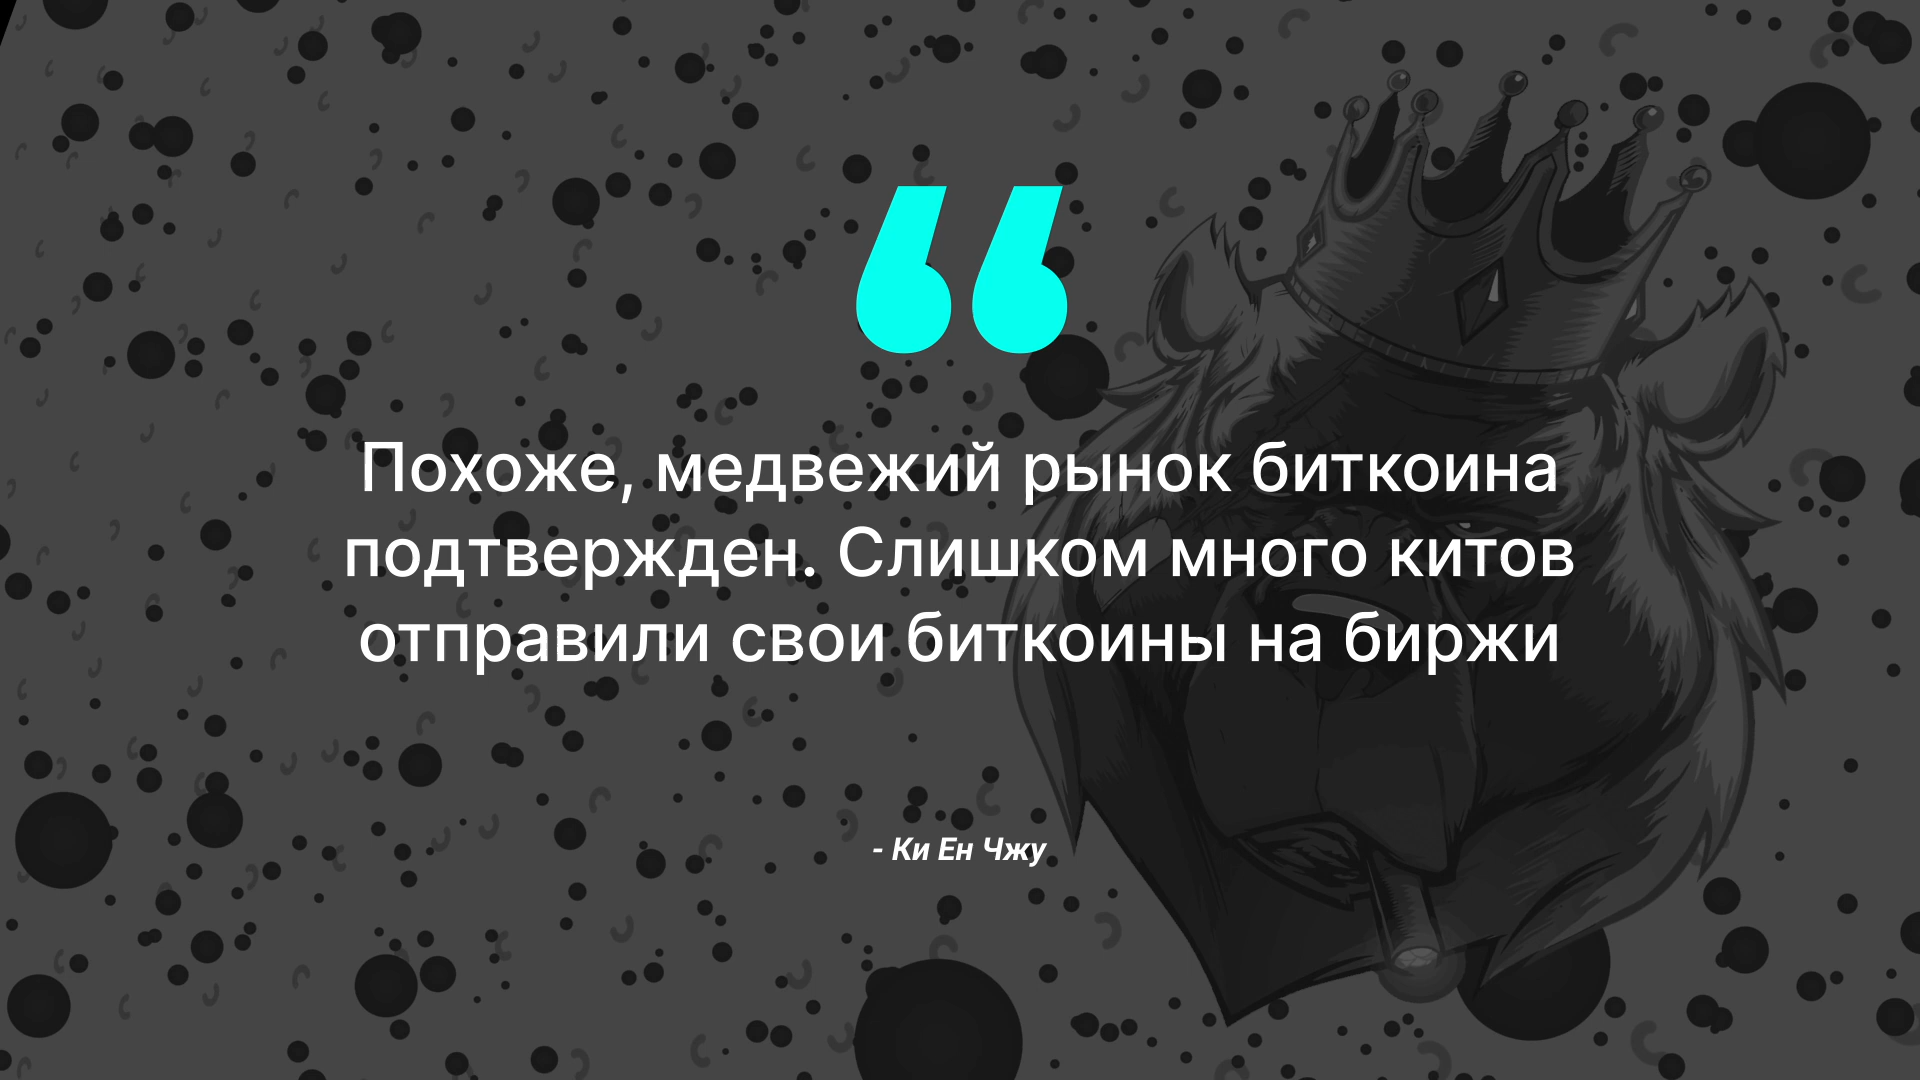 “
Похоже, медвежий рынок биткоина
подтвержден. Слишком много китов
отправили свои биткоины на биржи
- Ки Ен Чжу